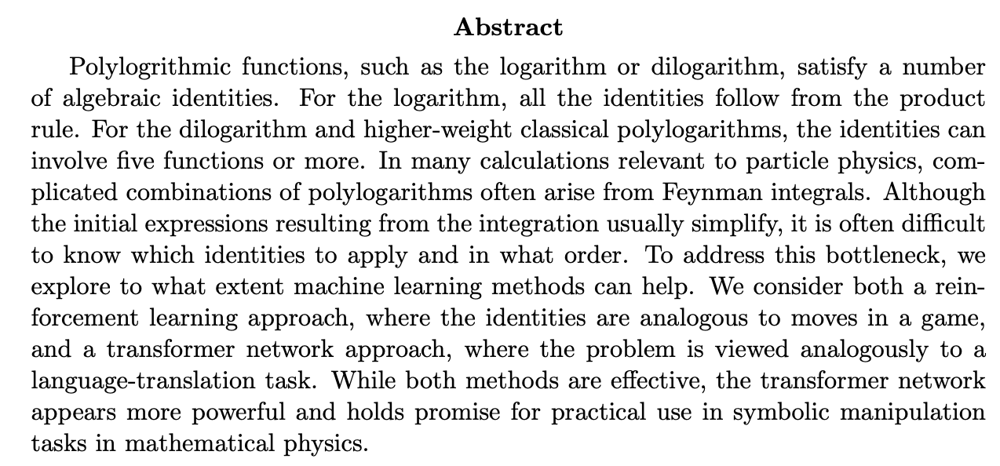 Abstract
Polylogrithmic functions, such as the logarithm or dilogarithm, satisfy a number
of algebraic identities. For the logarithm, all the identities follow from the product
rule. For the dilogarithm and higher-weight classical polylogarithms, the identities can
involve five functions or more. In many calculations relevant to particle physics, com-
plicated combinations of polylogarithms often arise from Feynman integrals. Although
the initial expressions resulting from the integration usually simplify, it is often difficult
to know which identities to apply and in what order. To address this bottleneck, we
explore to what extent machine learning methods can help. We consider both a rein-
forcement learning approach, where the identities are analogous to moves in a game,
and a transformer network approach, where the problem is viewed analogously to a
language-translation task. While both methods are effective, the transformer network
appears more powerful and holds promise for practical use in symbolic manipulation
tasks in mathematical physics.